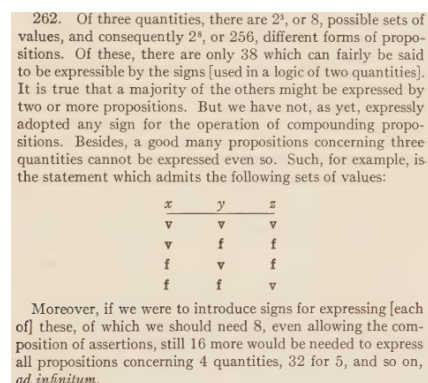 262. Of three quantities, there are 2³, or 8, possible sets of
values, and consequently 2⁸, or 256, different forms of propo-
sitions. Of these, there are only 38 which can fairly be said
to be expressible by the signs [used in a logic of two quantities].
It is true that a majority of the others might be expressed by
two or more propositions. But we have not, as yet, expressly
adopted any sign for the operation of compounding propo-
sitions. Besides, a good many propositions concerning three
quantities cannot be expressed even so. Such, for example, is
the statement which admits the following sets of values:
x y z
v v v
v f f
f v f
f f v
Moreover, if we were to introduce signs for expressing [each
of] these, of which we should need 8, even allowing the com-
position of assertions, still 16 more would be needed to express
all propositions concerning 4 quantities, 32 for 5, and so on,
ad infinitum.